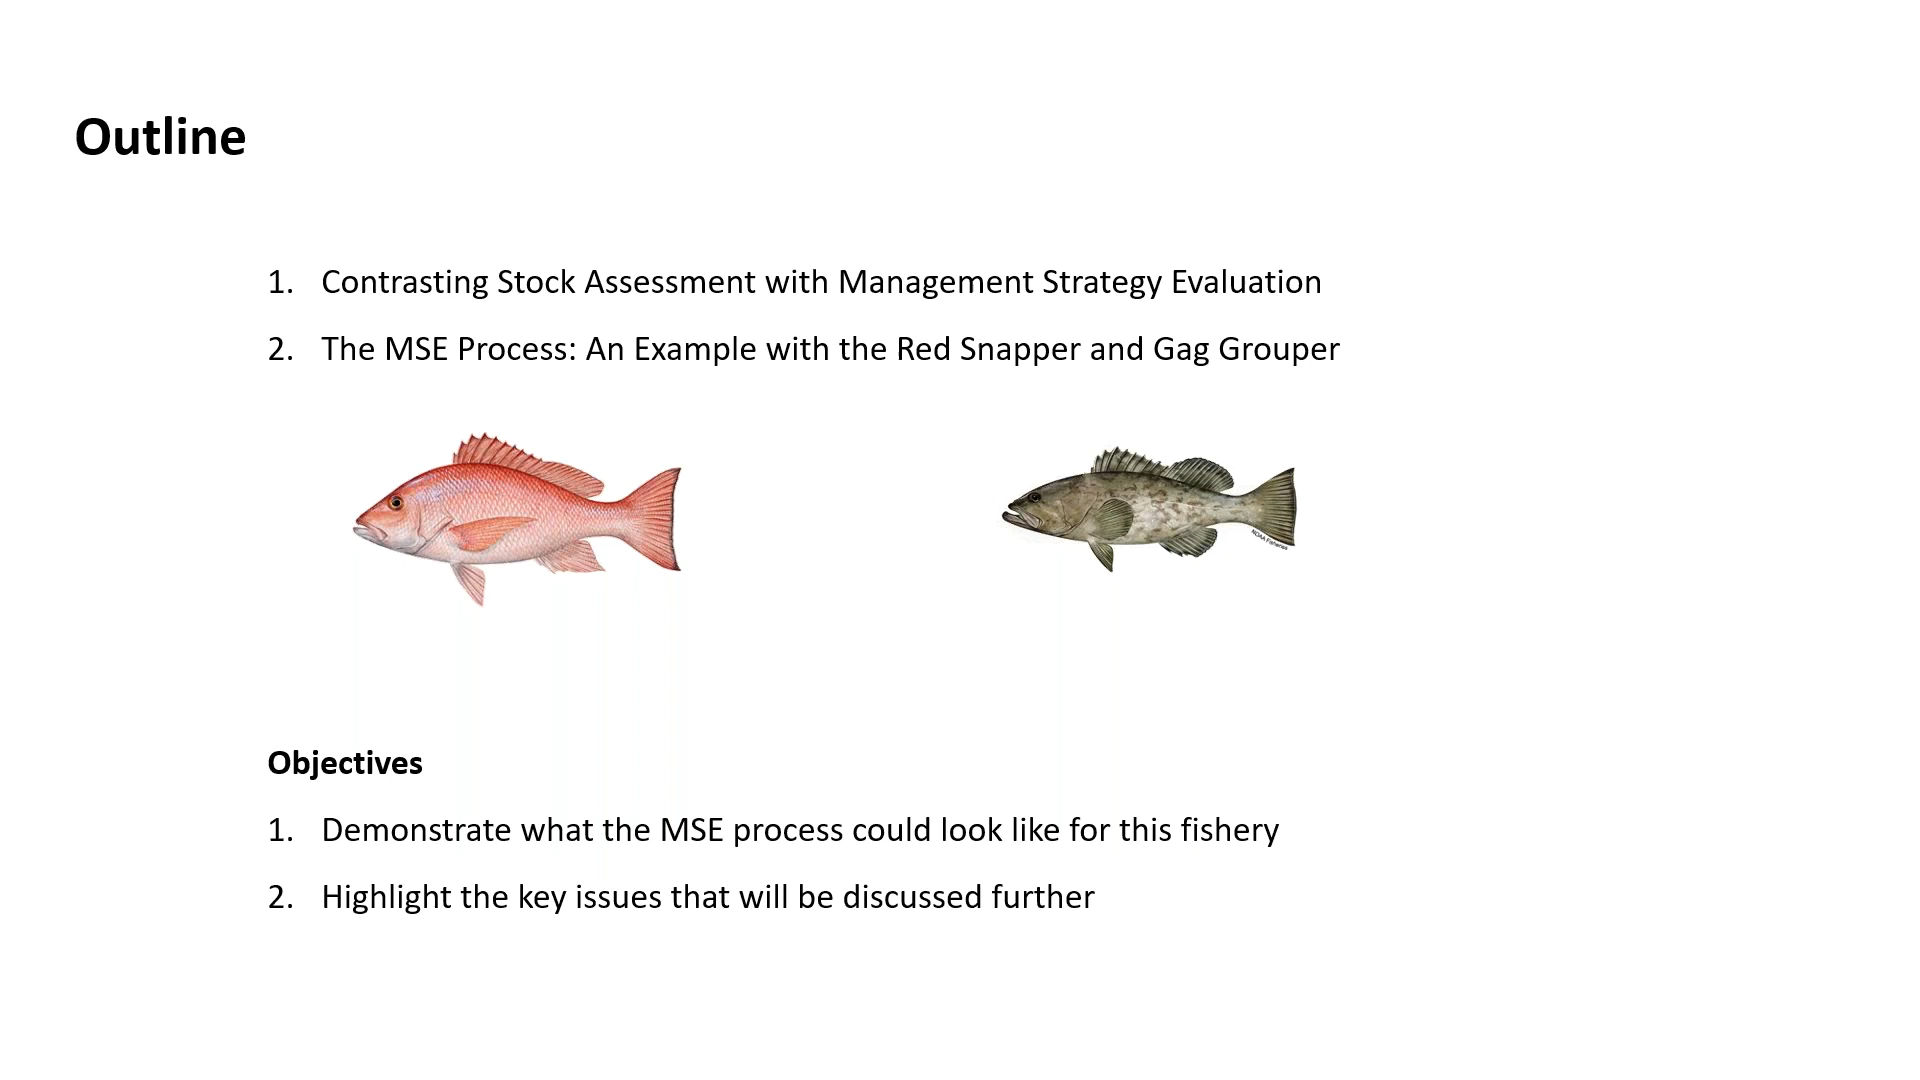 Outline
1. Contrasting Stock Assessment with Management Strategy Evaluation
2. The MSE Process: An Example with the Red Snapper and Gag Grouper
NOAA Fisheries
Objectives
1. Demonstrate what the MSE process could look like for this fishery
2. Highlight the key issues that will be discussed further